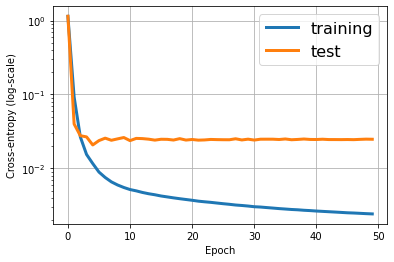 training
test
10⁰
10⁻¹
10⁻²
Cross-entropy (log-scale)
0 10 20 30 40 50
Epoch